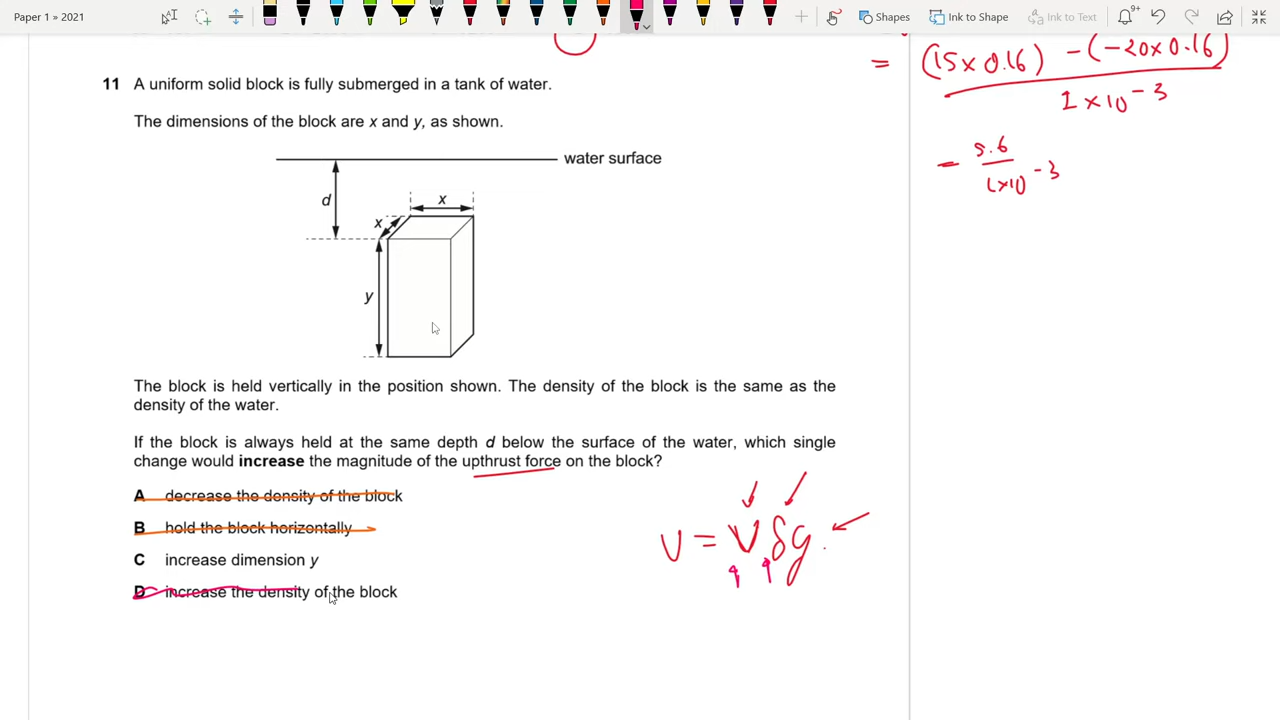 Paper 1 » 2021
Shapes
Ink to Shape
Ink to Text
9+
= (15 x 0.16) - (-20 x 0.16)
1 x 10 -3
= 5.6
1x10 -3
11 A uniform solid block is fully submerged in a tank of water.
The dimensions of the block are x and y, as shown.
water surface
d
x
x
y
The block is held vertically in the position shown. The density of the block is the same as the
density of the water.
If the block is always held at the same depth d below the surface of the water, which single
change would increase the magnitude of the upthrust force on the block?
A decrease the density of the block
B hold the block horizontally
C increase dimension y
D increase the density of the block
U = V δ g